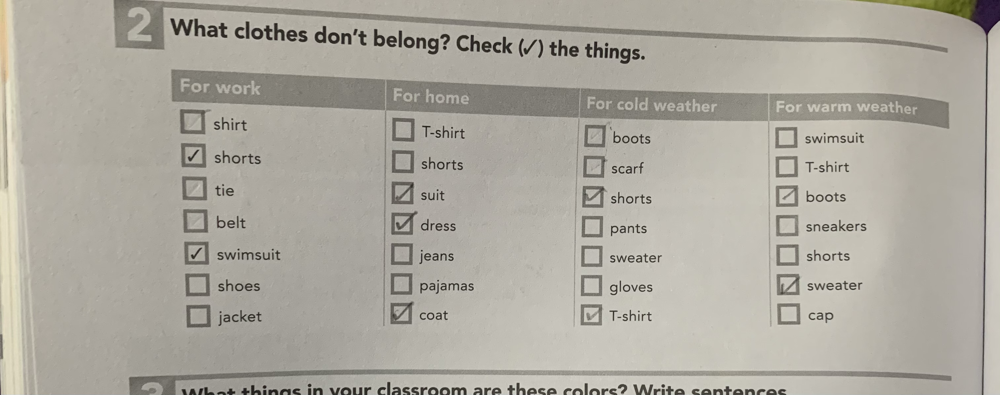 2 What clothes don't belong? Check (✓) the things.
For work
shirt
✓ shorts
tie
belt
✓ swimsuit
shoes
jacket
For home
T-shirt
shorts
✓ suit
✓ dress
jeans
pajamas
✓ coat
For cold weather
boots
scarf
✓ shorts
pants
sweater
gloves
✓ T-shirt
For warm weather
swimsuit
T-shirt
✓ boots
sneakers
shorts
✓ sweater
cap
3 What things in your classroom are these colors? Write sentences